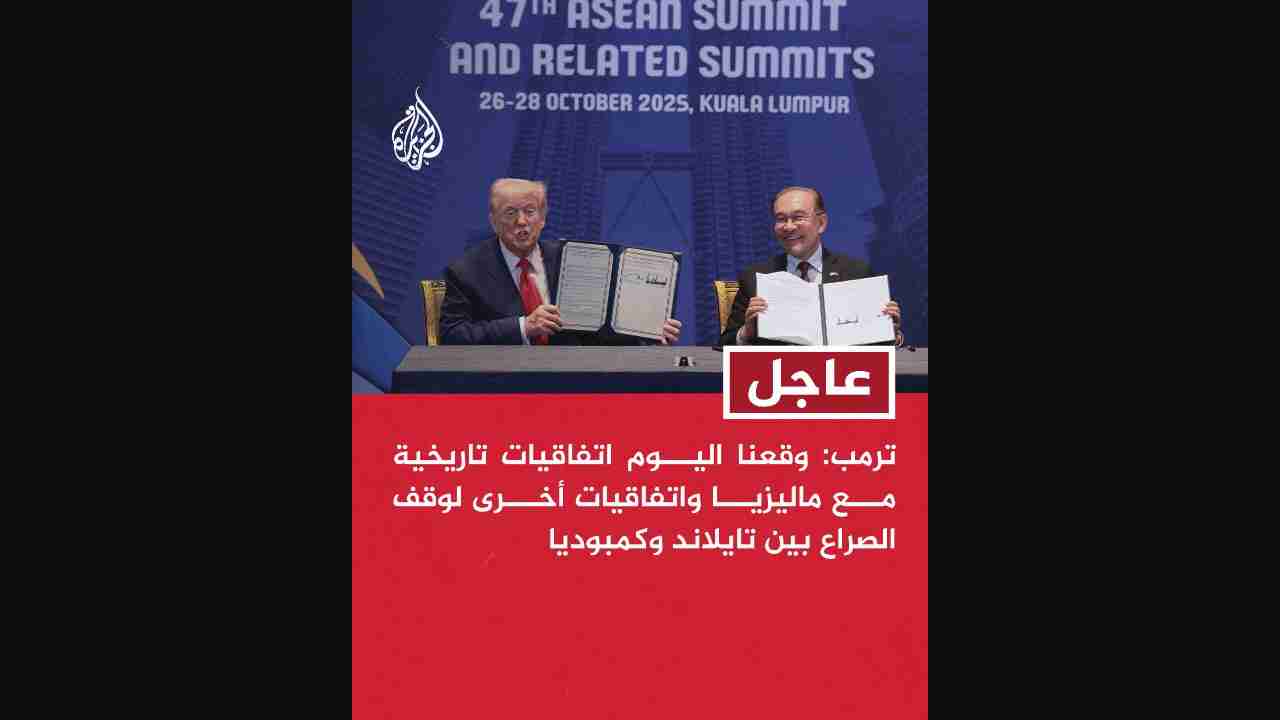 47TH ASEAN SUMMIT
AND RELATED SUMMITS
26-28 OCTOBER 2025, KUALA LUMPUR
الجزيرة
عاجل
ترمب: وقعنا اليوم اتفاقيات تاريخية
مع ماليزيا واتفاقيات أخرى لوقف
الصراع بين تايلاند وكمبوديا